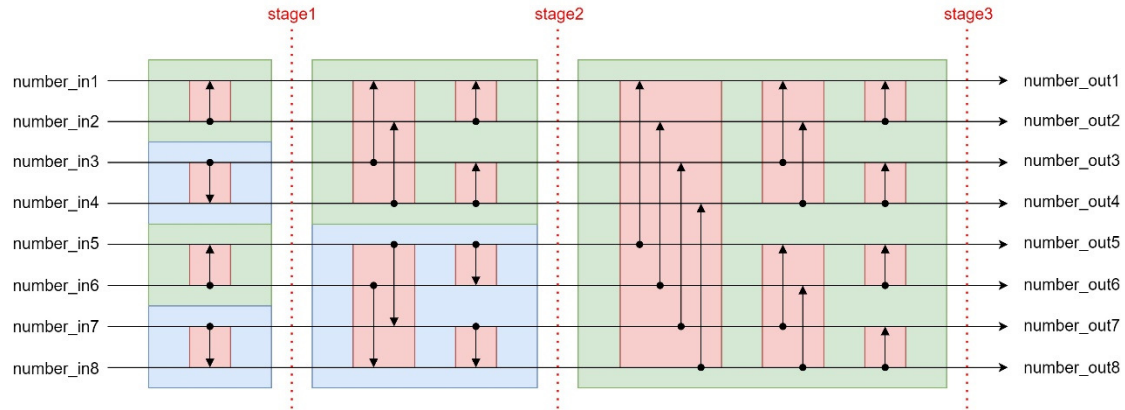 stage1 stage2 stage3
number_in1 number_out1
number_in2 number_out2
number_in3 number_out3
number_in4 number_out4
number_in5 number_out5
number_in6 number_out6
number_in7 number_out7
number_in8 number_out8